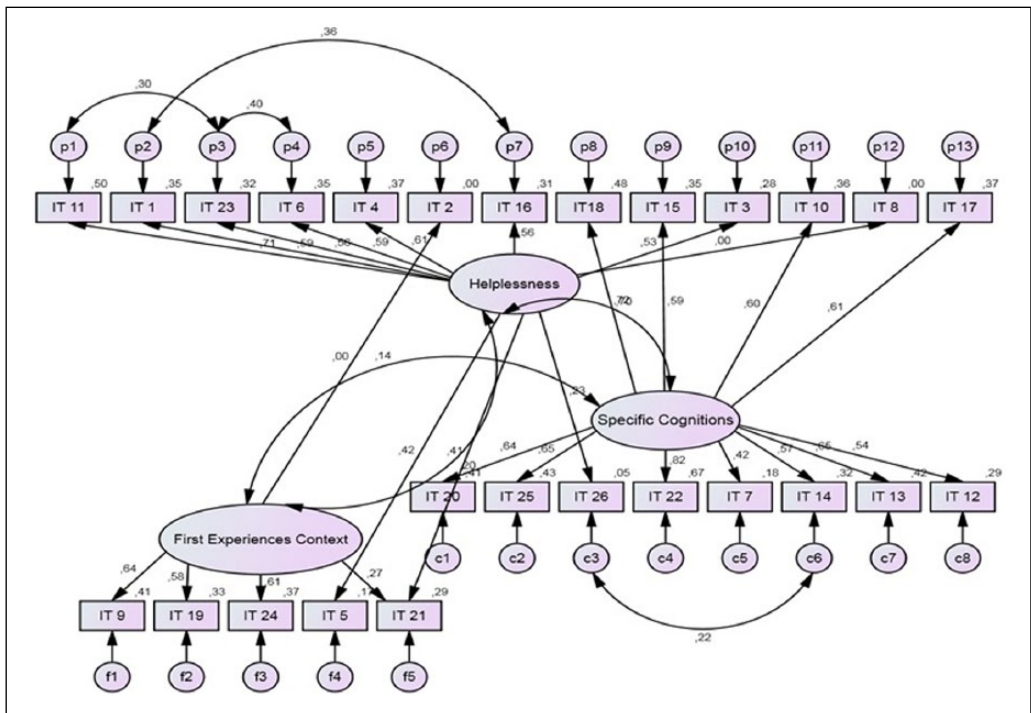 ,36
,30
,40
p1 p2 p3 p4 p5 p6 p7 p8 p9 p10 p11 p12 p13
,50 ,35 ,32 ,35 ,37 ,00 ,31 ,48 ,35 ,28 ,36 ,00 ,37
IT 11 IT 1 IT 23 IT 6 IT 4 IT 2 IT 16 IT18 IT 15 IT 3 IT 10 IT 8 IT 17
,71 ,59 ,56 ,59 ,61 ,56 ,53 ,00
Helplessness
,70 ,59 ,60 ,61
,00 ,14
,23
Specific Cognitions
,42 ,41 ,64 ,65 ,82 ,42 ,57 ,65 ,54
,20 ,41 ,43 ,05 ,67 ,18 ,32 ,42 ,29
IT 20 IT 25 IT 26 IT 22 IT 7 IT 14 IT 13 IT 12
First Experiences Context
c1 c2 c3 c4 c5 c6 c7 c8
,64 ,58 ,61 ,27
,41 ,33 ,37 ,29
IT 9 IT 19 IT 24 IT 5 IT 21
,22
f1 f2 f3 f4 f5